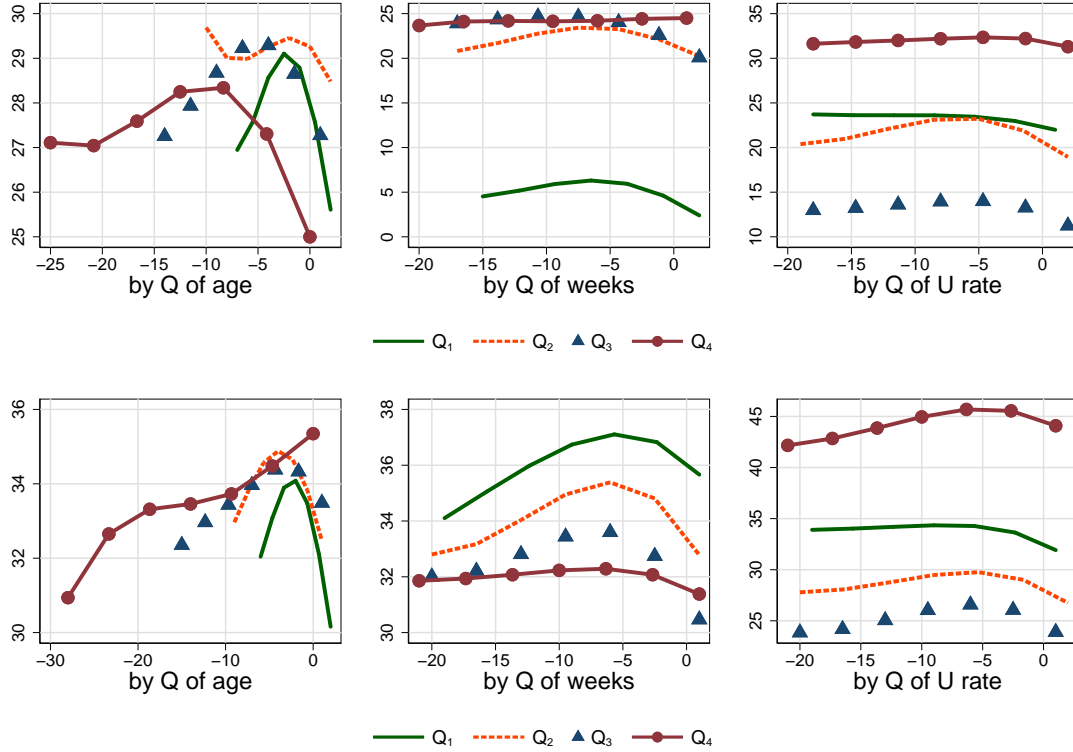 30
29
28
27
26
25
−25 −20 −15 −10 −5 0
by Q of age
25
20
15
10
5
0
−20 −15 −10 −5 0
by Q of weeks
35
30
25
20
15
10
−20 −15 −10 −5 0
by Q of U rate
Q₁ Q₂ Q₃ Q₄
36
34
32
30
−30 −20 −10 0
by Q of age
38
36
34
32
30
−20 −15 −10 −5 0
by Q of weeks
45
40
35
30
25
−20 −15 −10 −5 0
by Q of U rate
Q₁ Q₂ Q₃ Q₄